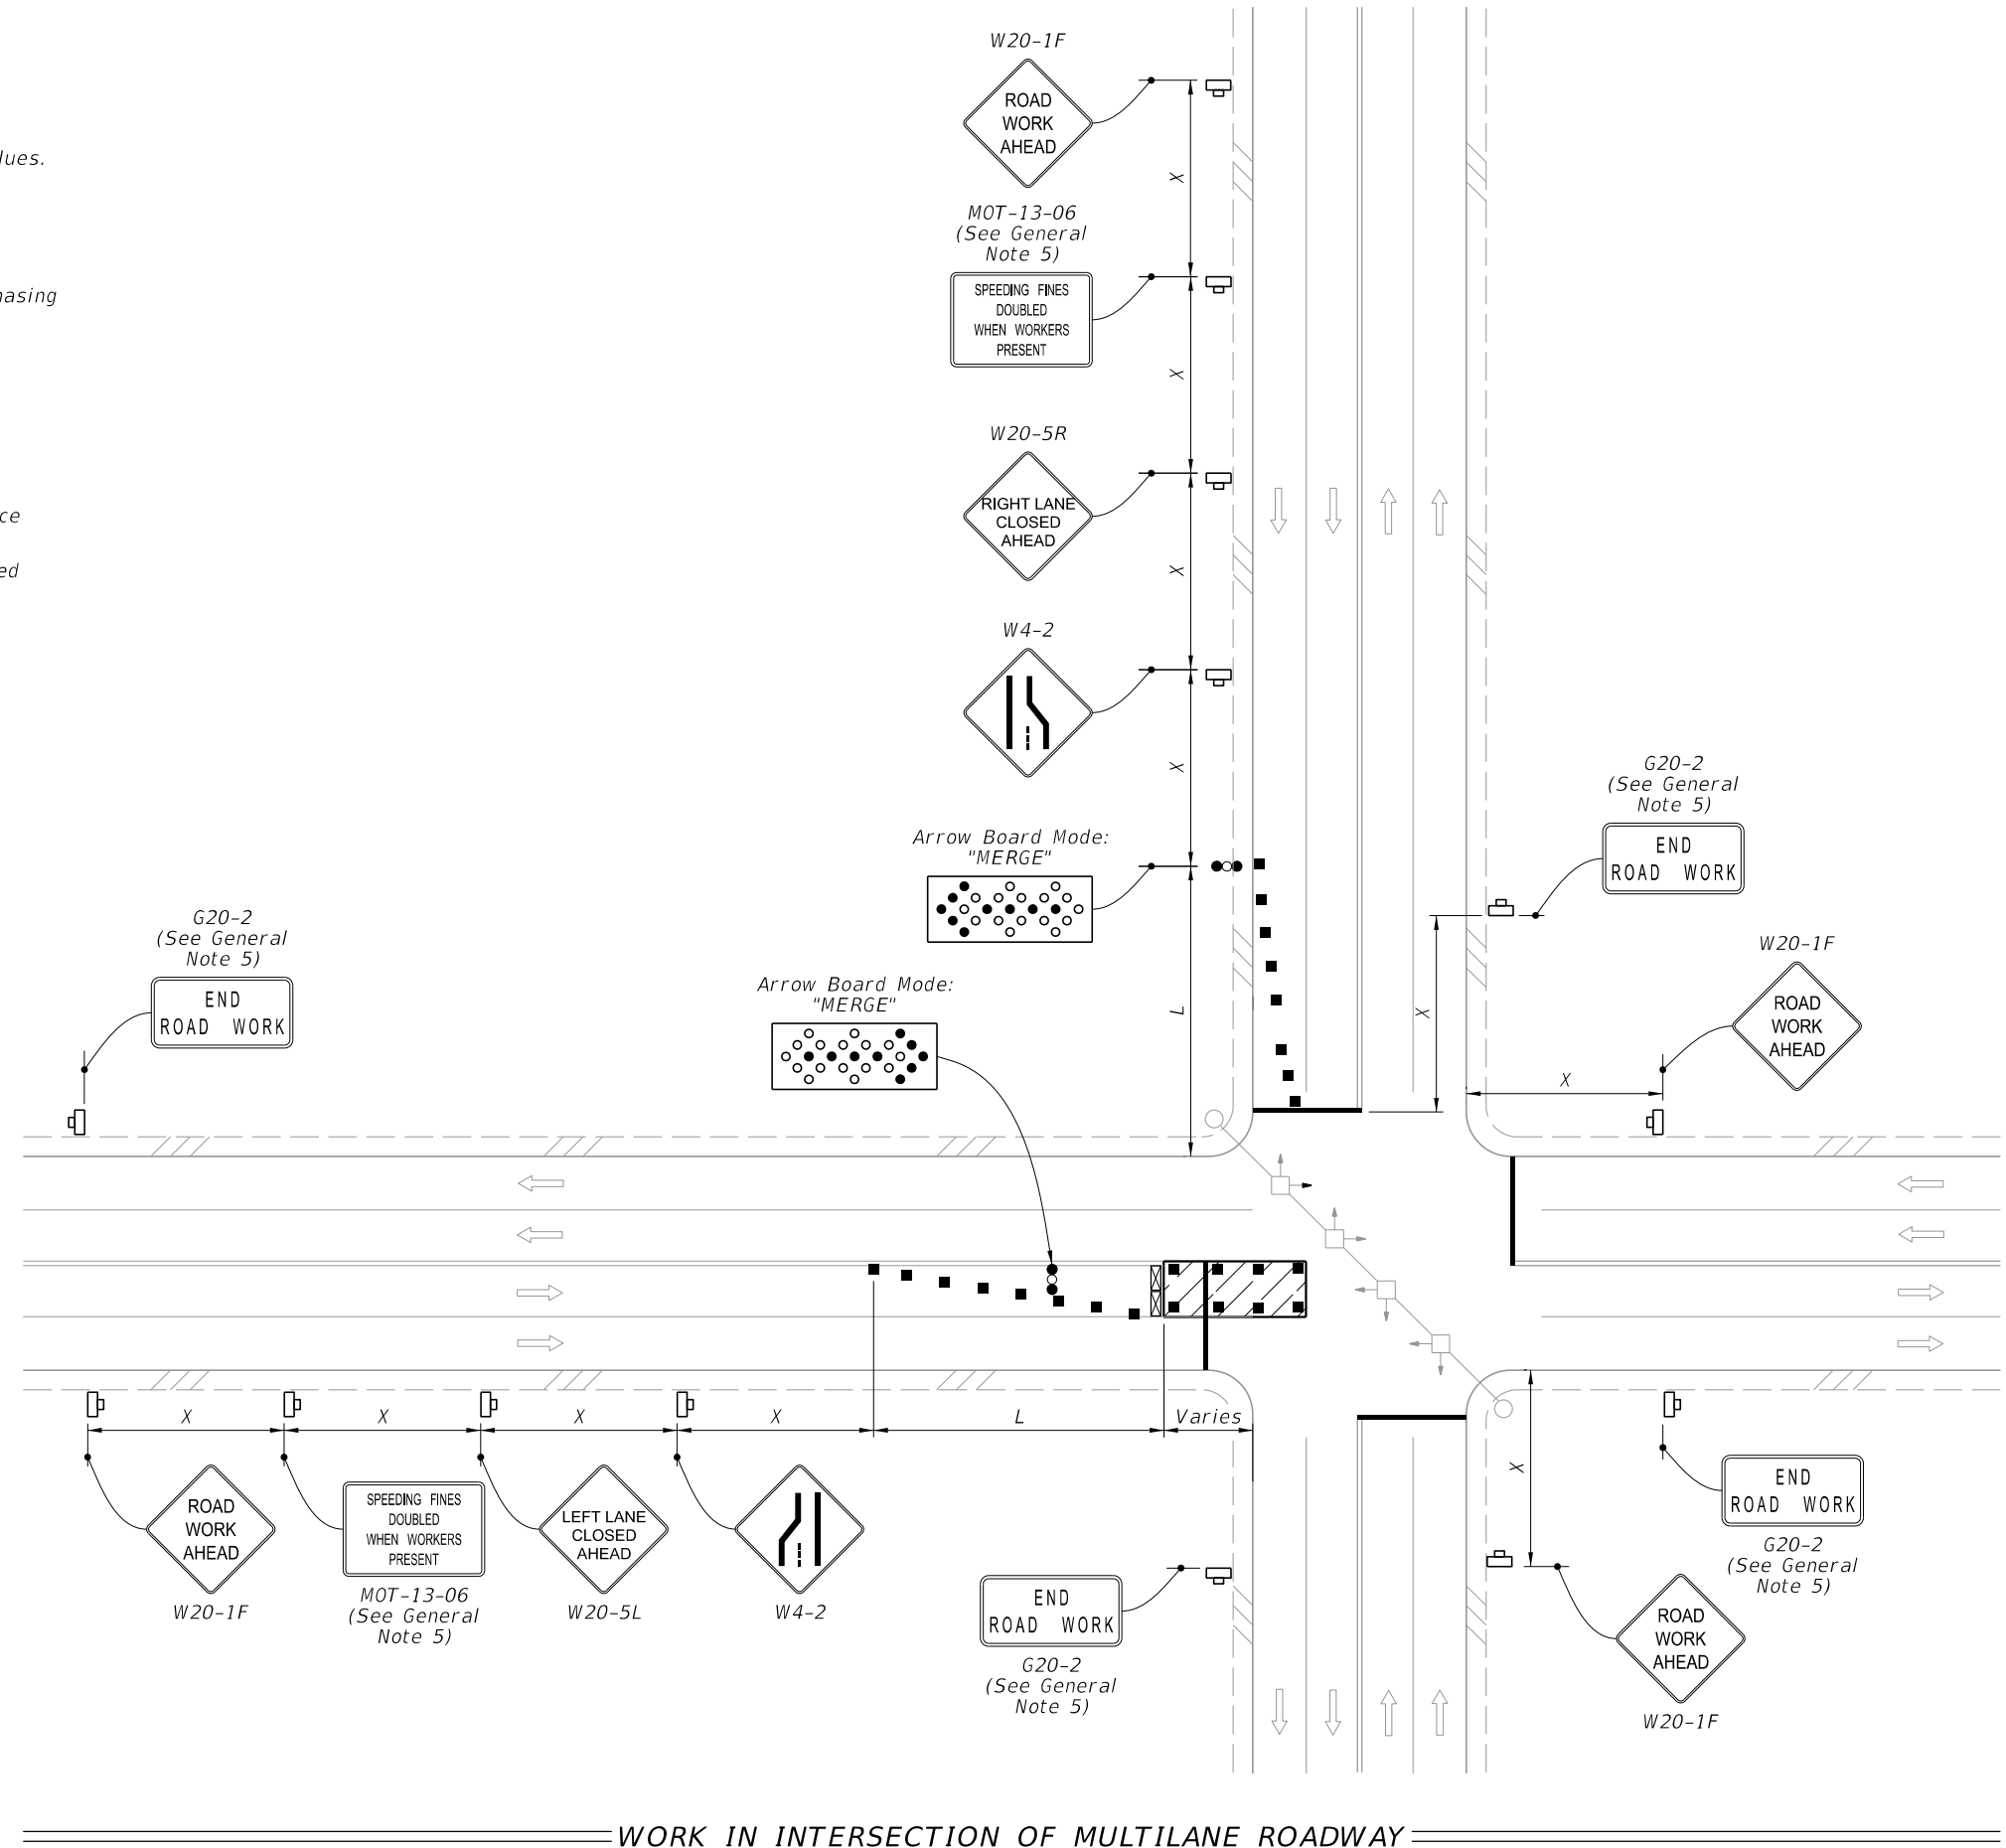 W20-1F
ROAD
WORK
AHEAD
X
MOT-13-06
(See General
Note 5)
SPEEDING FINES
DOUBLED
WHEN WORKERS
PRESENT
X
W20-5R
RIGHT LANE
CLOSED
AHEAD
X
W4-2
X
Arrow Board Mode:
"MERGE"
L
G20-2
(See General
Note 5)
END
ROAD WORK
X
W20-1F
ROAD
WORK
AHEAD
X
G20-2
(See General
Note 5)
END
ROAD WORK
Arrow Board Mode:
"MERGE"
X
X
X
X
L
Varies
X
ROAD
WORK
AHEAD
W20-1F
SPEEDING FINES
DOUBLED
WHEN WORKERS
PRESENT
MOT-13-06
(See General
Note 5)
LEFT LANE
CLOSED
AHEAD
W20-5L
W4-2
END
ROAD WORK
G20-2
(See General
Note 5)
END
ROAD WORK
G20-2
(See General
Note 5)
ROAD
WORK
AHEAD
W20-1F
WORK IN INTERSECTION OF MULTILANE ROADWAY